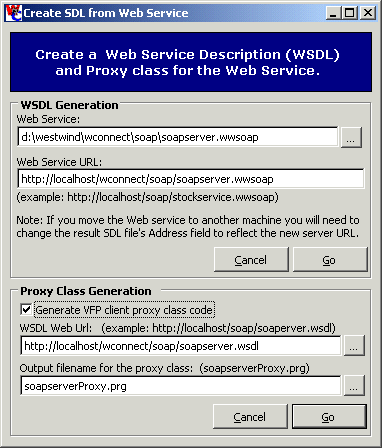 Create SDL from Web Service
Create a Web Service Description (WSDL)
and Proxy class for the Web Service.
WSDL Generation
Web Service:
d:\westwind\wconnect\soap\soapserver.wwsoap
...
Web Service URL:
http://localhost/wconnect/soap/soapserver.wwsoap
(example: http://localhost/soap/stockservice.wwsoap)
Note: If you move the Web service to another machine you will need to
change the result SDL file's Address field to reflect the new server URL.
Cancel Go
Proxy Class Generation
Generate VFP client proxy class code
WSDL Web Url: (example: http://localhost/soap/soaperver.wsdl)
http://localhost/wconnect/soap/soapserver.wsdl
...
Output filename for the proxy class: (soapserverProxy.prg)
soapserverProxy.prg
...
Cancel Go